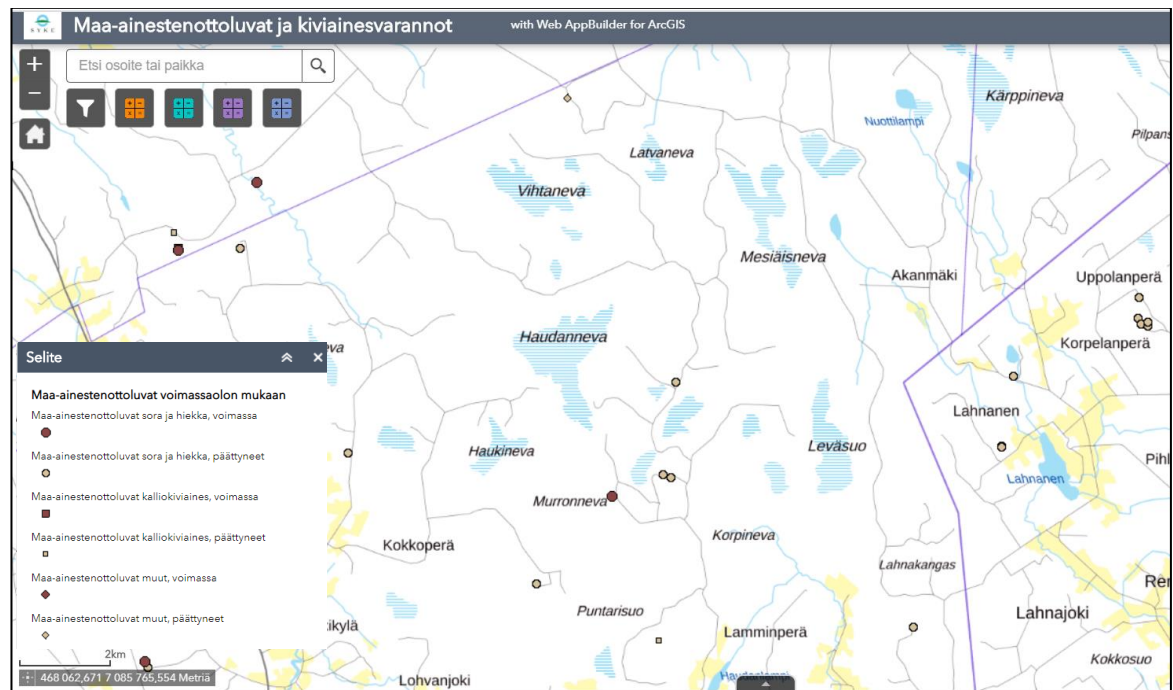 SYKE
Maa-ainestenottoluvat ja kiviainesvarannot
with Web AppBuilder for ArcGIS
+
Etsi osoite tai paikka
−
Kärppineva
Nuottilampi
Pilpans
Latvaneva
Vihtaneva
Mesiäisneva
Akanmäki
Uppolanperä
Haudanneva
Korpelanperä
Selite
eva
Maa-ainestenottoluvat voimassaolon mukaan
Maa-ainestenottoluvat sora ja hiekka, voimassa
Maa-ainestenottoluvat sora ja hiekka, päättyneet
Maa-ainestenottoluvat kalliokiviaines, voimassa
Maa-ainestenottoluvat kalliokiviaines, päättyneet
Maa-ainestenottoluvat muut, voimassa
Maa-ainestenottoluvat muut, päättyneet
Lahnanen
Haukineva
Leväsuo
Pihl
Lahnanen
Murronneva
Korpineva
Kokkoperä
Lahnakangas
Rer
Puntarisuo
Lahnajoki
ikylä
Lamminperä
2km
Kokkosuo
468 062,671 7 085 765,554 Metriä
Lohvanjoki
Haudanlampi